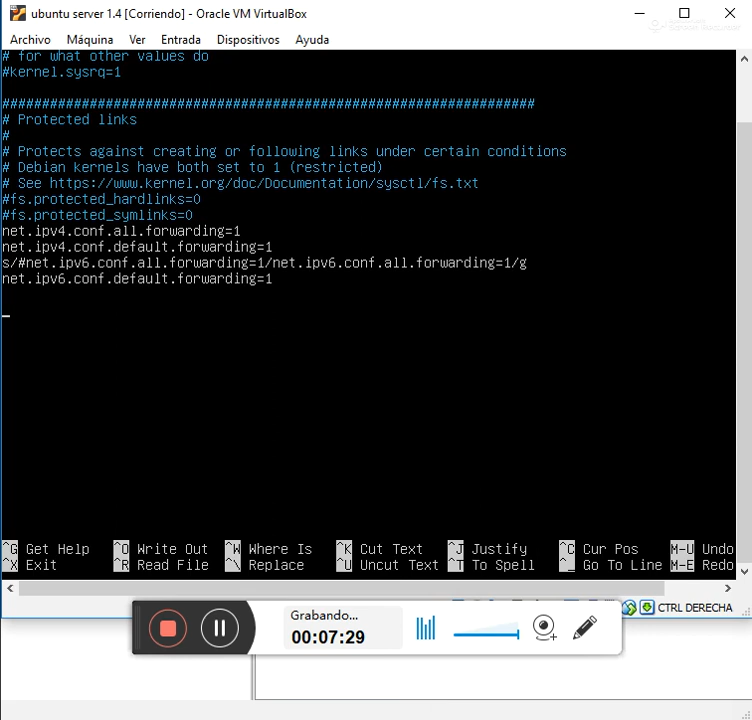 ubuntu server 1.4 [Corriendo] - Oracle VM VirtualBox
Archivo Máquina Ver Entrada Dispositivos Ayuda
# for what other values do
#kernel.sysrq=1
###################################################################
# Protected links
#
# Protects against creating or following links under certain conditions
# Debian kernels have both set to 1 (restricted)
# See https://www.kernel.org/doc/Documentation/sysctl/fs.txt
#fs.protected_hardlinks=0
#fs.protected_symlinks=0
net.ipv4.conf.all.forwarding=1
net.ipv4.conf.default.forwarding=1
s/#net.ipv6.conf.all.forwarding=1/net.ipv6.conf.all.forwarding=1/g
net.ipv6.conf.default.forwarding=1
^G Get Help ^O Write Out ^W Where Is ^K Cut Text ^J Justify ^C Cur Pos M-U Undo
^X Exit ^R Read File ^\ Replace ^U Uncut Text ^T To Spell ^_ Go To Line M-E Redo
CTRL DERECHA
Grabando...
00:07:29